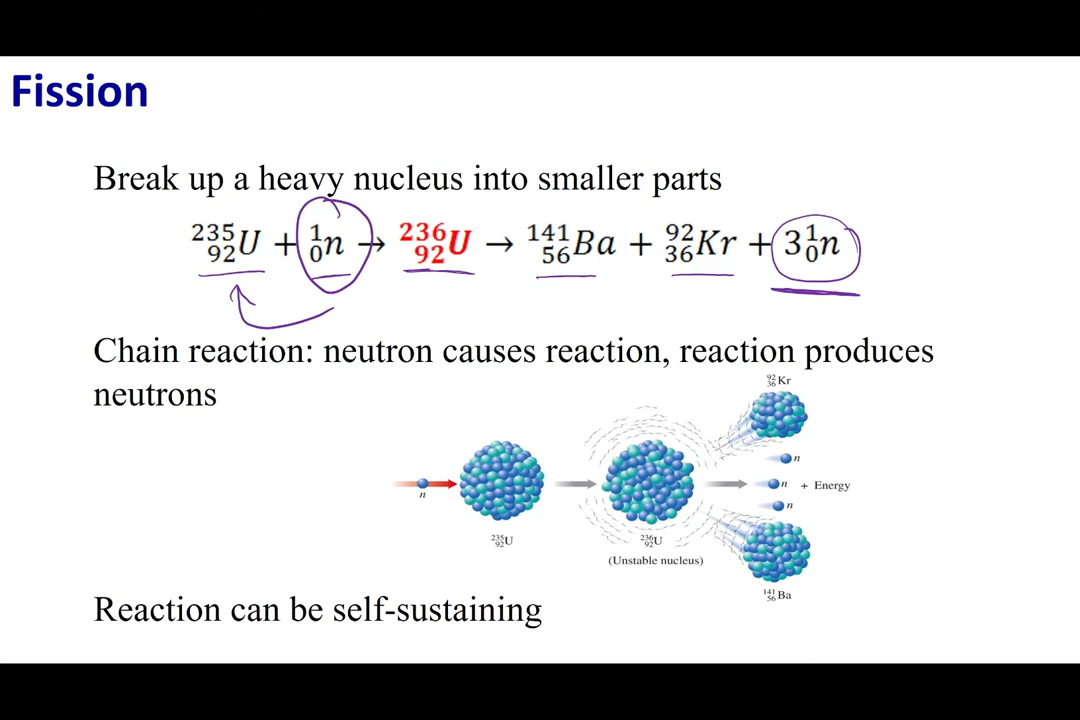 Fission
Break up a heavy nucleus into smaller parts
²³⁵₉₂U + ¹₀n → ²³⁶₉₂U → ¹⁴¹₅₆Ba + ⁹²₃₆Kr + 3¹₀n
Chain reaction: neutron causes reaction, reaction produces
neutrons
⁹²₃₆Kr
n
n
n + Energy
n
²³⁵₉₂U
²³⁶₉₂U
(Unstable nucleus)
¹⁴¹₅₆Ba
Reaction can be self-sustaining